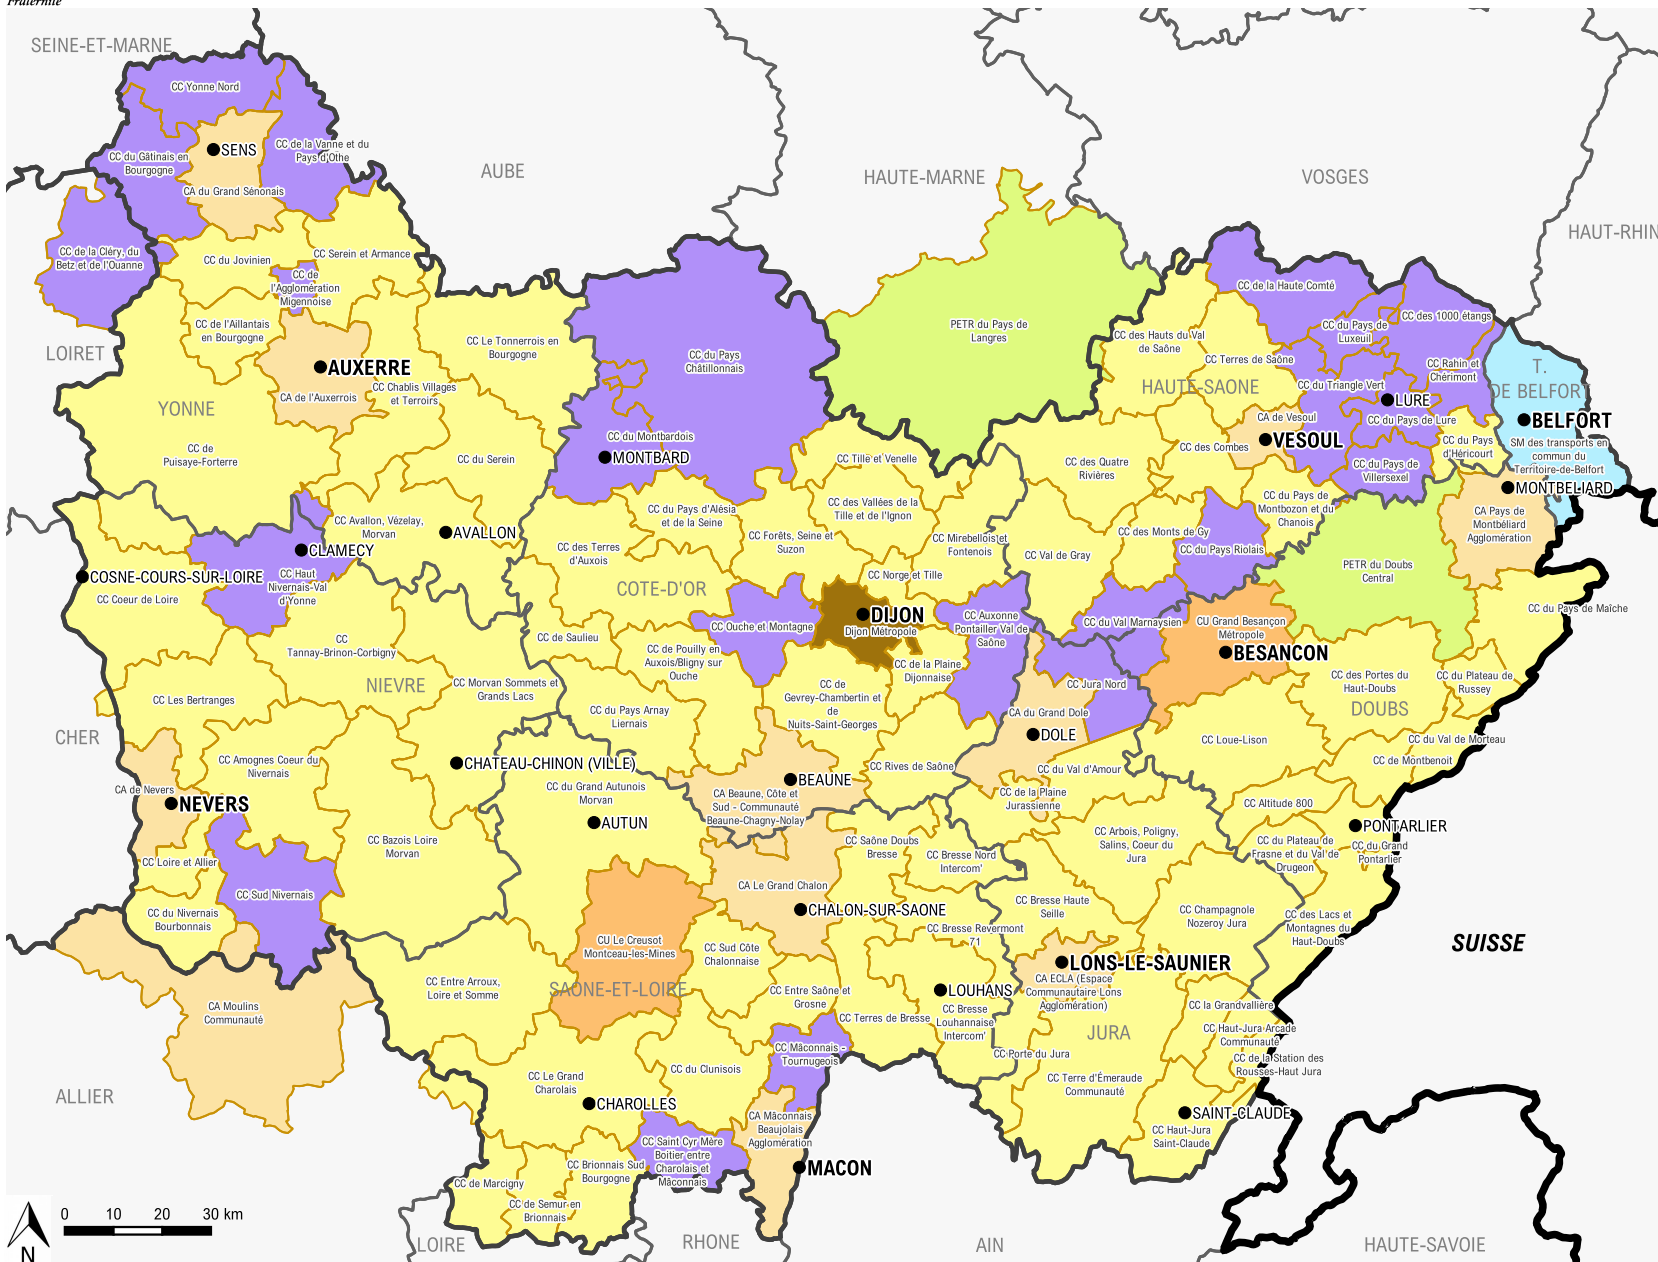 Fraternité
SEINE-ET-MARNE
CC Yonne Nord
SENS
CC du Gâtinais en
Bourgogne
CC de la Vanne et du
Pays d'Othe
CA du Grand Sénonais
AUBE
HAUTE-MARNE
VOSGES
HAUT-RHIN
CC de la Cléry, du
Betz et de l'Ouanne
CC du Jovinien
CC Serein et Armance
CC de
l'Agglomération
Migennoise
CC de l'Aillantais
en Bourgogne
LOIRET
AUXERRE
CA de l'Auxerrois
CC Chablis Villages
et Terroirs
CC Le Tonnerrois en
Bourgogne
YONNE
CC de
Puisaye-Forterre
CC du Serein
CC du Pays
Châtillonnais
CC du Montbardois
MONTBARD
PETR du Pays de
Langres
CC de la Haute Comté
CC des 1000 étangs
CC du Pays de
Luxeuil
CC des Hauts du Val
de Saône
CC Terres de Saône
HAUTE-SAONE
CC Rahin et
Chérimont
CC du Triangle Vert
LURE
CC du Pays de Lure
T.
DE BELFORT
BELFORT
SM des transports en
commun du
Territoire-de-Belfort
CA de Vesoul
VESOUL
CC des Combes
CC du Pays
d'Héricourt
CC du Pays de
Villersexel
MONTBELIARD
CA Pays de
Montbéliard
Agglomération
CC des Quatre
Rivières
CC Tille et Venelle
CC des Vallées de la
Tille et de l'Ignon
CC du Pays d'Alésia
et de la Seine
CC Forêts, Seine et
Suzon
CC Mirebellois et
Fontenois
CC du Pays de
Montbozon et du
Chanois
CC des Monts de Gy
CC du Pays Riolais
CC Val de Gray
PETR du Doubs
Central
CC Avallon, Vézelay,
Morvan
AVALLON
CC des Terres
d'Auxois
CLAMECY
CC Haut
Nivernais-Val
d'Yonne
COSNE-COURS-SUR-LOIRE
CC Coeur de Loire
COTE-D'OR
CC Norge et Tille
DIJON
Dijon Métropole
CC Ouche et Montagne
CC Auxonne
Pontailler Val de
Saône
CC du Val Marnaysien
CU Grand Besançon
Métropole
BESANCON
CC du Pays de Maîche
CC
Tannay-Brinon-Corbigny
CC de Saulieu
CC de Pouilly en
Auxois/Bligny sur
Ouche
CC de la Plaine
Dijonnaise
NIEVRE
CC Les Bertranges
CC Morvan Sommets et
Grands Lacs
CC du Pays Arnay
Liernais
CC de
Gevrey-Chambertin et
de
Nuits-Saint-Georges
CC Jura Nord
CA du Grand Dole
DOLE
CC des Portes du
Haut-Doubs
CC du Plateau de
Russey
DOUBS
CHER
CC Loue-Lison
CC du Val de Morteau
CC de Montbenoit
CC Amognes Coeur du
Nivernais
CHATEAU-CHINON (VILLE)
CC Rives de Saône
CC du Val d'Amour
CA de Nevers
NEVERS
CC du Grand Autunois
Morvan
AUTUN
BEAUNE
CA Beaune, Côte et
Sud - Communauté
Beaune-Chagny-Nolay
CC de la Plaine
Jurassienne
CC Altitude 800
PONTARLIER
CC du Grand
Pontarlier
CC du Plateau de
Frasne et du Val de
Drugeon
CC Bazois Loire
Morvan
CC Saône Doubs
Bresse
CC Bresse Nord
Intercom'
CC Arbois, Poligny,
Salins, Coeur du
Jura
CC Loire et Allier
CC Sud Nivernais
CC du Nivernais
Bourbonnais
CA Le Grand Chalon
CHALON-SUR-SAONE
CC Bresse Haute
Seille
CC Champagnole
Nozeroy Jura
CC des Lacs et
Montagnes du
Haut-Doubs
SUISSE
CU Le Creusot
Montceau-les-Mines
CC Sud Côte
Chalonnaise
CC Bresse Revermont
71
LONS-LE-SAUNIER
CA ECLA (Espace
Communautaire Lons
Agglomération)
CC Entre Arroux,
Loire et Somme
SAONE-ET-LOIRE
CC Entre Saône et
Grosne
LOUHANS
CC Terres de Bresse
CC Bresse
Louhannaise
Intercom'
CA Moulins
Communauté
JURA
CC la Grandvallière
CC Haut-Jura Arcade
Communauté
CC de la Station des
Rousses-Haut Jura
CC Porte du Jura
CC Terre d'Émeraude
Communauté
CC Mâconnais -
Tournugeois
CC du Clunisois
CC Le Grand
Charolais
CHAROLLES
ALLIER
SAINT-CLAUDE
CC Haut-Jura
Saint-Claude
CA Mâconnais
Beaujolais
Agglomération
MACON
CC Saint Cyr Mère
Boitier entre
Charolais et
Mâconnais
CC Brionnais Sud
Bourgogne
CC de Marcigny
CC de Semur-en
Brionnais
0 10 20 30 km
N
LOIRE
RHONE
AIN
HAUTE-SAVOIE